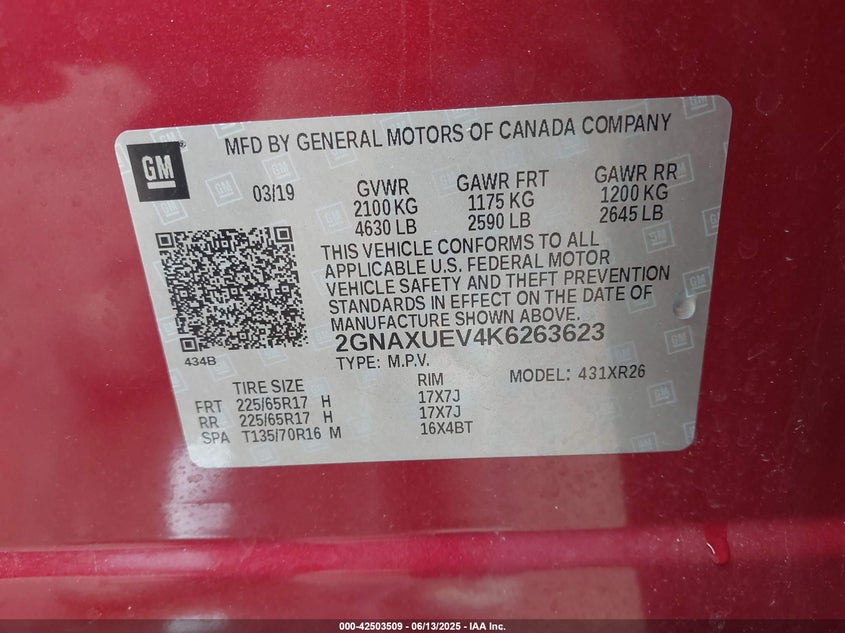 GM
MFD BY GENERAL MOTORS OF CANADA COMPANY
03/19 GVWR GAWR FRT GAWR RR
2100 KG 1175 KG 1200 KG
4630 LB 2590 LB 2645 LB
THIS VEHICLE CONFORMS TO ALL
APPLICABLE U.S. FEDERAL MOTOR
VEHICLE SAFETY AND THEFT PREVENTION
STANDARDS IN EFFECT ON THE DATE OF
MANUFACTURE SHOWN ABOVE.
434B
2GNAXUEV4K6263623
TYPE: M.P.V. MODEL: 431XR26
TIRE SIZE RIM
FRT 225/65R17 H 17X7J
RR 225/65R17 H 17X7J
SPA T135/70R16 M 16X4BT
000-42503509 - 06/13/2025 - IAA Inc.